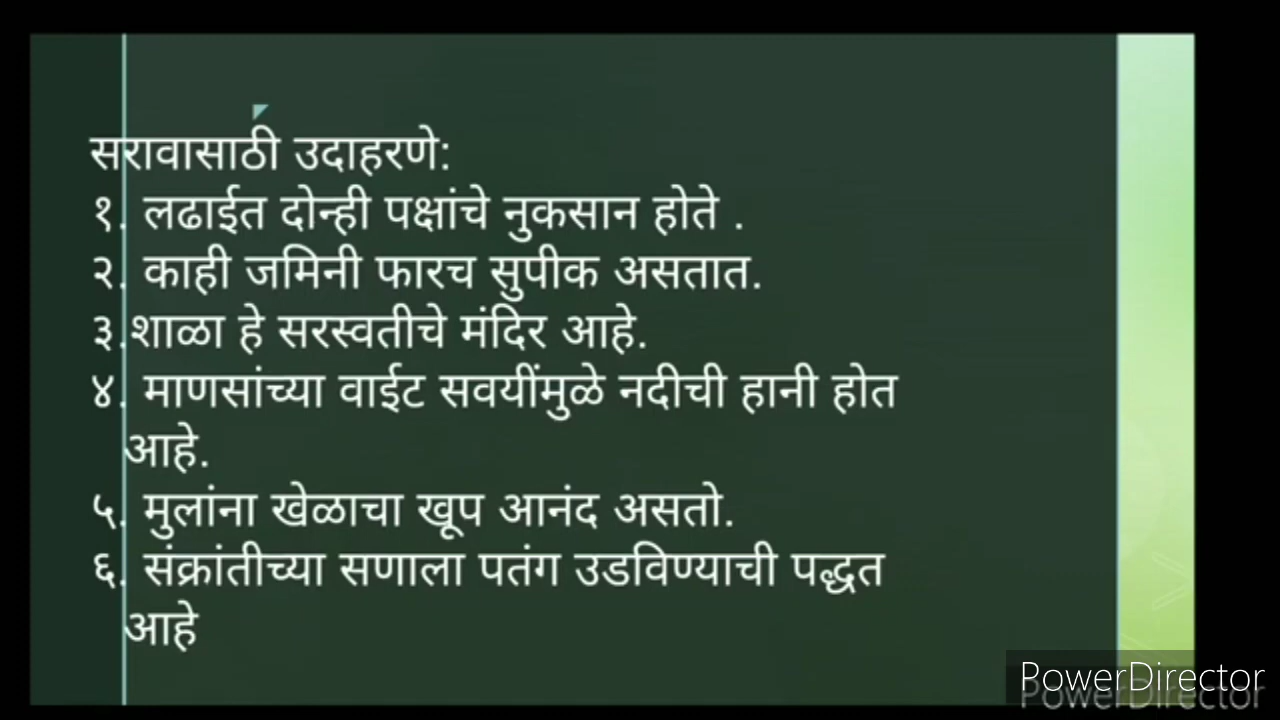 सरावासाठी उदाहरणे:
१. लढाईत दोन्ही पक्षांचे नुकसान होते .
२. काही जमिनी फारच सुपीक असतात.
३.शाळा हे सरस्वतीचे मंदिर आहे.
४. माणसांच्या वाईट सवयींमुळे नदीची हानी होत
आहे.
५. मुलांना खेळाचा खूप आनंद असतो.
६. संक्रांतीच्या सणाला पतंग उडविण्याची पद्धत
आहे
PowerDirector
PowerDirector